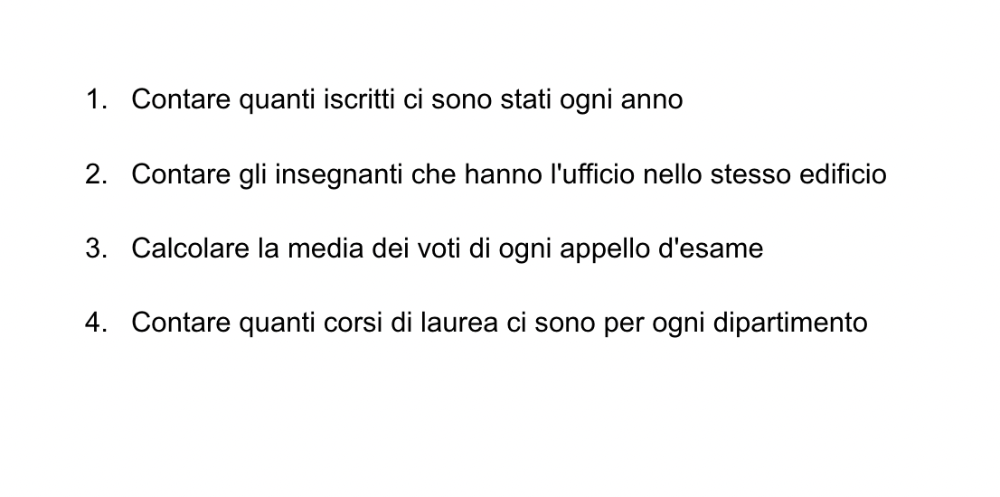 1. Contare quanti iscritti ci sono stati ogni anno
2. Contare gli insegnanti che hanno l'ufficio nello stesso edificio
3. Calcolare la media dei voti di ogni appello d'esame
4. Contare quanti corsi di laurea ci sono per ogni dipartimento